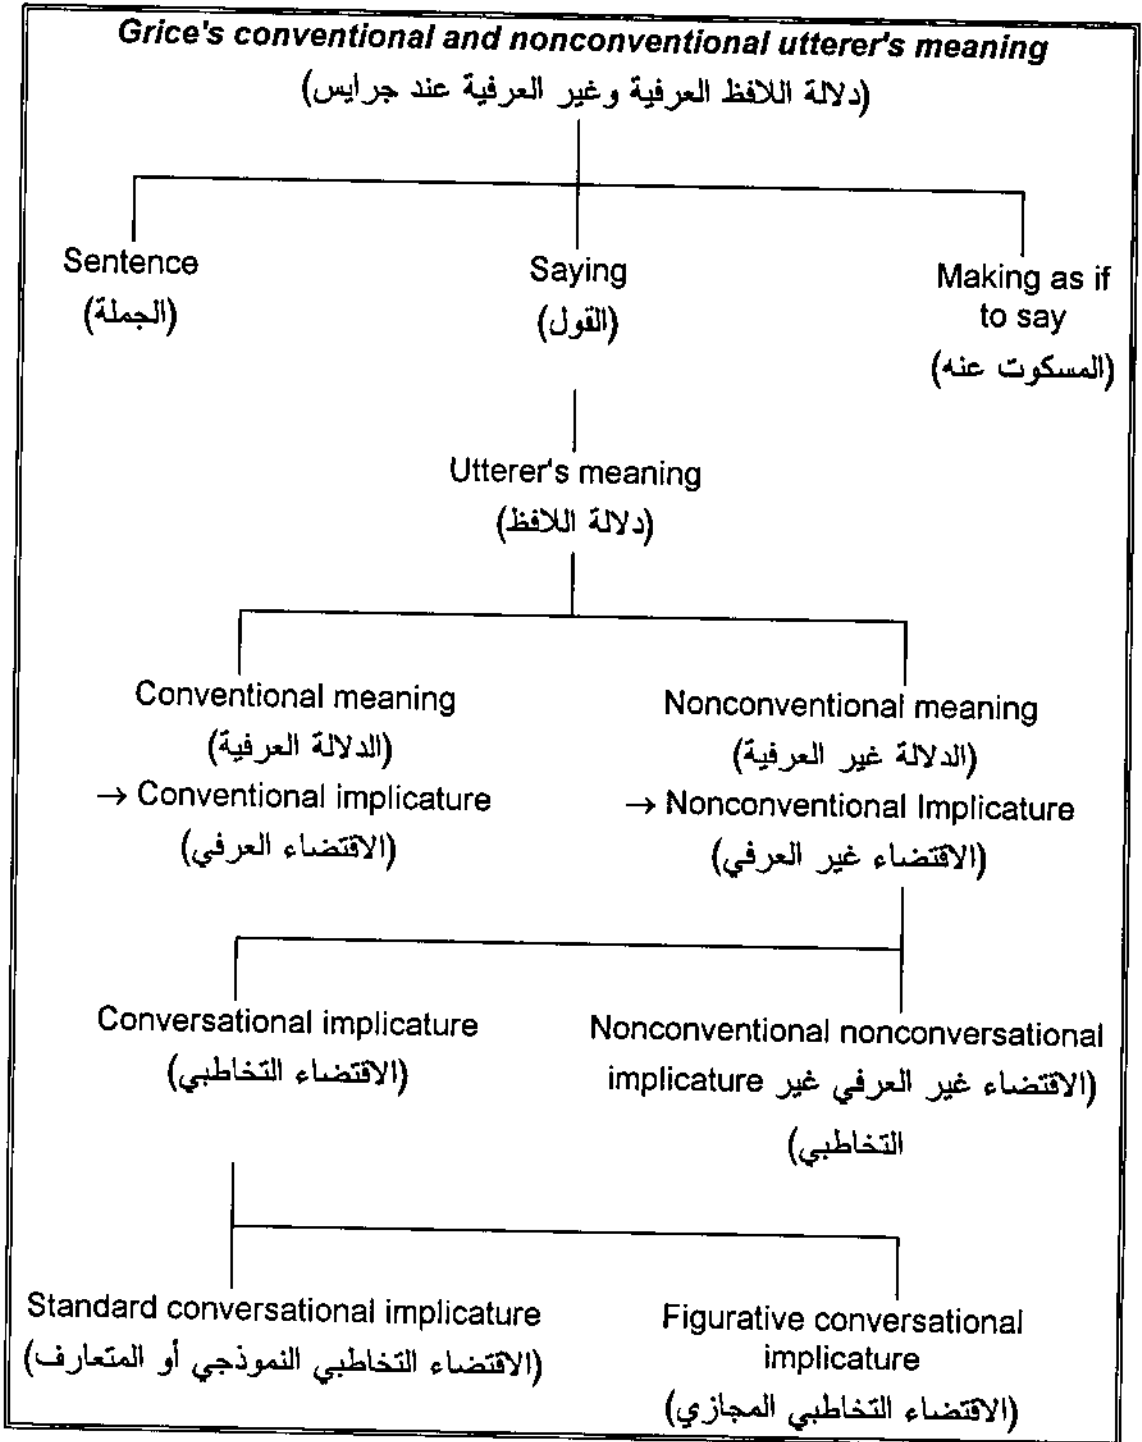 Grice's conventional and nonconventional utterer's meaning
(دلالة اللافظ العرفية وغير العرفية عند جرايس)
Sentence
(الجملة)
Saying
(القول)
Making as if
to say
(المسكوت عنه)
Utterer's meaning
(دلالة اللافظ)
Conventional meaning
(الدلالة العرفية)
→ Conventional implicature
(الاقتضاء العرفي)
Nonconventional meaning
(الدلالة غير العرفية)
→ Nonconventional Implicature
(الاقتضاء غير العرفي)
Conversational implicature
(الاقتضاء التخاطبي)
Nonconventional nonconversational
implicature (الاقتضاء غير العرفي غير
التخاطبي)
Standard conversational implicature
(الاقتضاء التخاطبي النموذجي أو المتعارف)
Figurative conversational
implicature
(الاقتضاء التخاطبي المجازي)